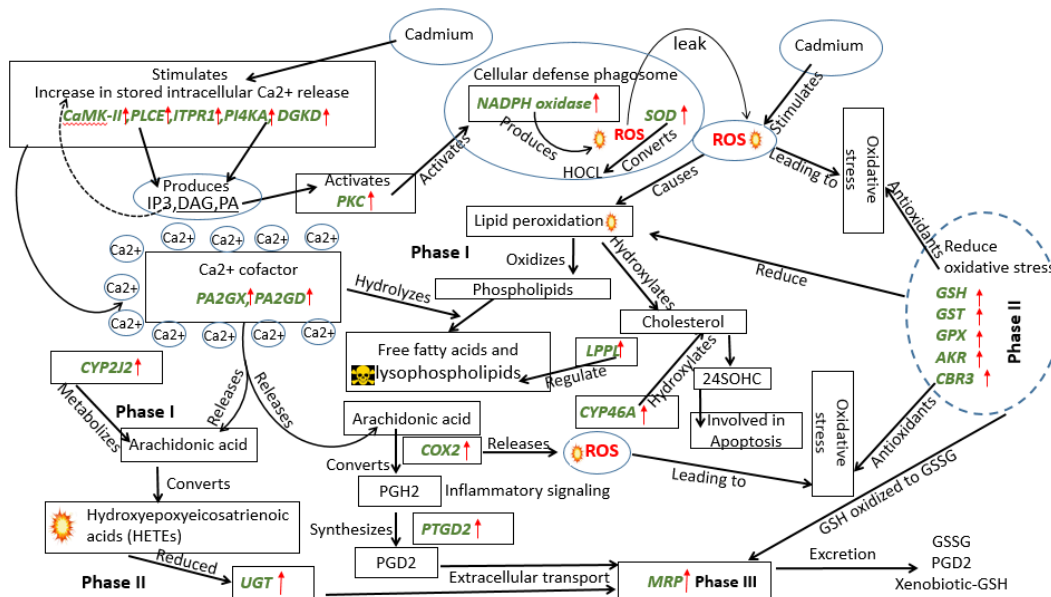 Cadmium
Stimulates
Increase in stored intracellular Ca2+ release
CaMK-II,PLCE,ITPR1,PI4KA,DGKD
Produces
IP3,DAG,PA
Activates
PKC
Activates
Cellular defense phagosome
NADPH oxidase
Produces
ROS
SOD
Converts
HOCL
leak
Cadmium
Stimulates
ROS
Leading to
Oxidative
stress
Causes
Antioxidants
Lipid peroxidation
Phase I
Oxidizes
Hydroxylates
Reduce
Reduce
oxidative stress
GSH
GST
GPX
AKR
CBR3
Phase II
Ca2+
Ca2+
Ca2+
Ca2+
Ca2+
Ca2+
Ca2+
Ca2+
Ca2+
Ca2+
Ca2+
Ca2+ cofactor
PA2GX,PA2GD
Hydrolyzes
Phospholipids
Cholesterol
Free fatty acids and
lysophospholipids
LPPL
Regulate
Hydroxylates
CYP46A
24SOHC
Involved in
Apoptosis
CYP2J2
Metabolizes
Phase I
Releases
Releases
Arachidonic acid
Arachidonic acid
COX2
Releases
ROS
Leading to
Oxidative
stress
Antioxidants
GSH oxidized to GSSG
Converts
Converts
PGH2
Inflammatory signaling
Hydroxyepoxyeicosatrienoic
acids (HETEs)
Synthesizes
PTGD2
PGD2
Reduced
Phase II
UGT
Extracellular transport
MRP Phase III
Excretion
GSSG
PGD2
Xenobiotic-GSH